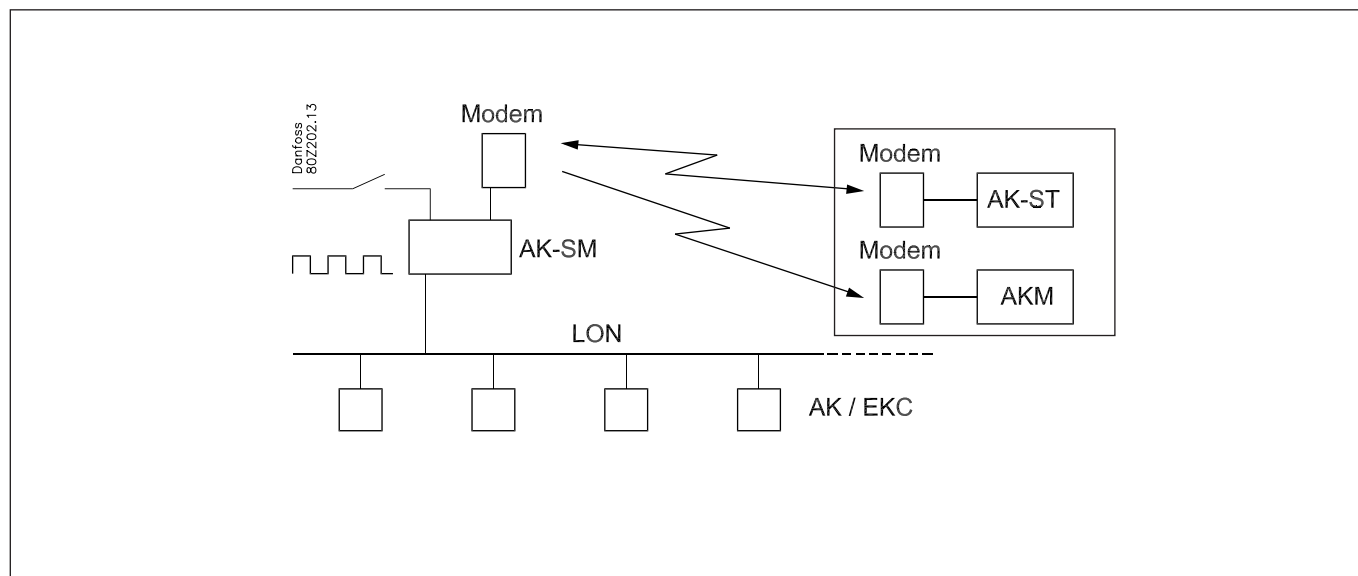 Danfoss
80Z202.13
Modem
Modem
AK-ST
AK-SM
Modem
AKM
LON
AK / EKC